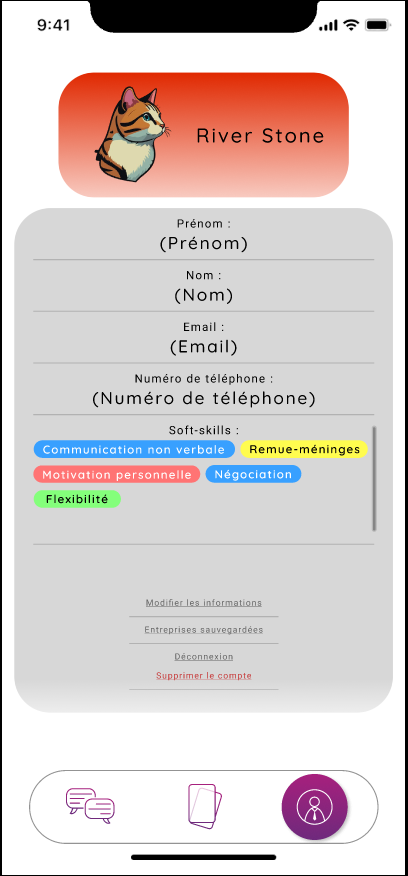 9:41
River Stone
Prénom :
(Prénom)
Nom :
(Nom)
Email :
(Email)
Numéro de téléphone :
(Numéro de téléphone)
Soft-skills :
Communication non verbale Remue-méninges
Motivation personnelle Négociation
Flexibilité
Modifier les informations
Entreprises sauvegardées
Déconnexion
Supprimer le compte